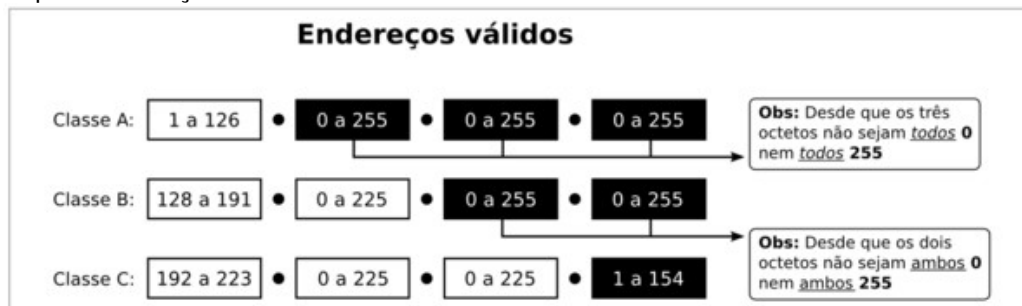 Endereços válidos
Classe A: 1 a 126 • 0 a 255 • 0 a 255 • 0 a 255
Obs: Desde que os três
octetos não sejam todos 0
nem todos 255
Classe B: 128 a 191 • 0 a 225 • 0 a 255 • 0 a 255
Obs: Desde que os dois
octetos não sejam ambos 0
nem ambos 255
Classe C: 192 a 223 • 0 a 225 • 0 a 225 • 1 a 154